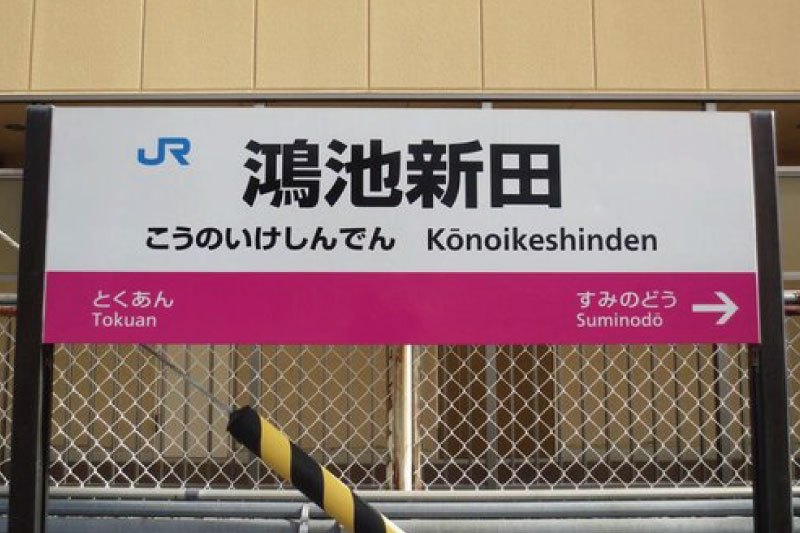 JR 鴻池新田
こうのいけしんでん Kōnoikeshinden
とくあん すみのどう →
Tokuan Suminodō